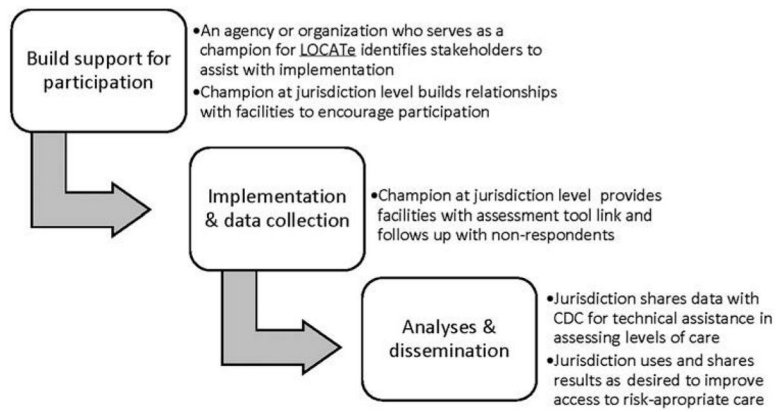 Build support for
participation
•An agency or organization who serves as a
champion for LOCATe identifies stakeholders to
assist with implementation
•Champion at jurisdiction level builds relationships
with facilities to encourage participation
Implementation
& data collection
•Champion at jurisdiction level provides
facilities with assessment tool link and
follows up with non-respondents
Analyses &
dissemination
•Jurisdiction shares data with
CDC for technical assistance in
assessing levels of care
•Jurisdiction uses and shares
results as desired to improve
access to risk-apropriate care